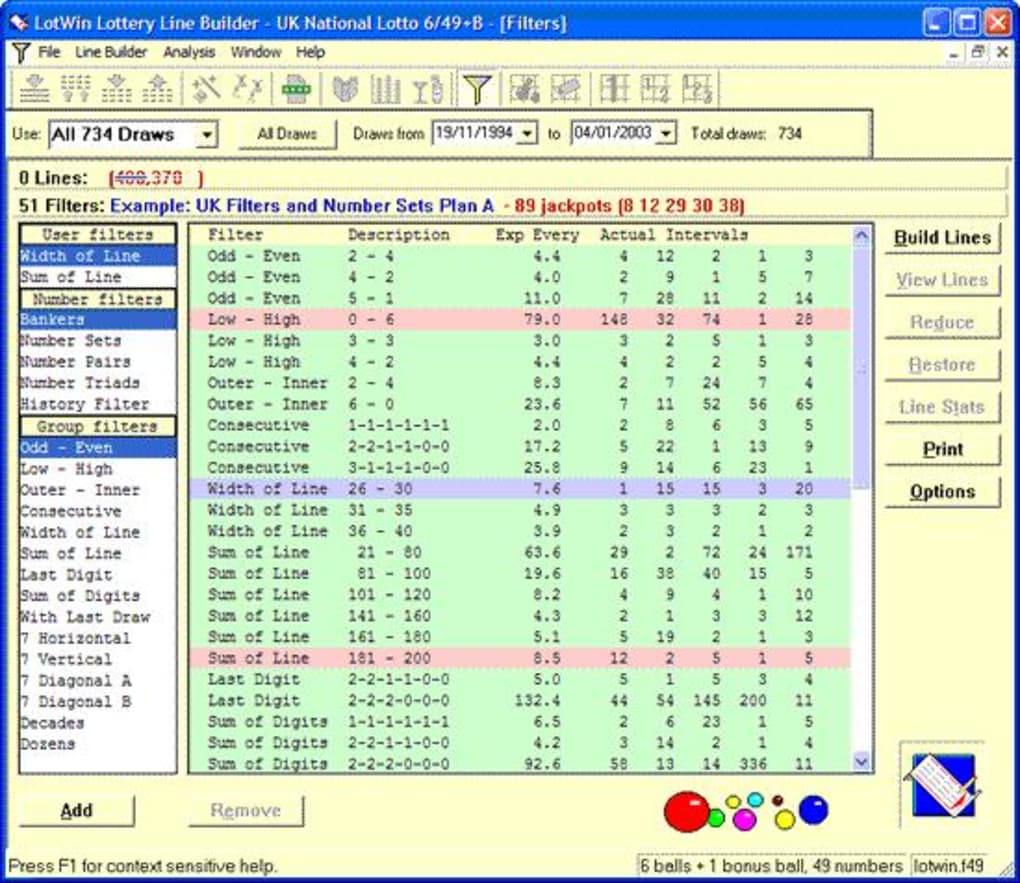 LotWin Lottery Line Builder - UK National Lotto 6/49+B - [Filters]
File Line Builder Analysis Window Help
Use: All 734 Draws All Draws Draws from 19/11/1994 to 04/01/2003 Total draws: 734
0 Lines: (400,370 )
51 Filters: Example: UK Filters and Number Sets Plan A - 89 jackpots (8 12 29 30 38)
User filters
Width of Line
Sum of Line
Number filters
Bankers
Number Sets
Number Pairs
Number Triads
History Filter
Group filters
Odd - Even
Low - High
Outer - Inner
Consecutive
Width of Line
Sum of Line
Last Digit
Sum of Digits
With Last Draw
7 Horizontal
7 Vertical
7 Diagonal A
7 Diagonal B
Decades
Dozens
Filter Description Exp Every Actual Intervals
Odd - Even 2 - 4 4.4 4 12 2 1 3
Odd - Even 4 - 2 4.0 2 9 1 5 7
Odd - Even 5 - 1 11.0 7 28 11 2 14
Low - High 0 - 6 79.0 148 32 74 1 28
Low - High 3 - 3 3.0 3 2 5 1 3
Low - High 4 - 2 4.4 4 2 2 5 4
Outer - Inner 2 - 4 8.3 2 7 24 7 4
Outer - Inner 6 - 0 23.6 7 11 52 56 65
Consecutive 1-1-1-1-1-1 2.0 2 8 6 3 5
Consecutive 2-2-1-1-0-0 17.2 5 22 1 13 9
Consecutive 3-1-1-1-0-0 25.8 9 14 6 23 1
Width of Line 26 - 30 7.6 1 15 15 3 20
Width of Line 31 - 35 4.9 3 3 3 2 3
Width of Line 36 - 40 3.9 2 3 2 1 2
Sum of Line 21 - 80 63.6 29 2 72 24 171
Sum of Line 81 - 100 19.6 16 38 40 15 5
Sum of Line 101 - 120 8.2 4 9 4 1 10
Sum of Line 141 - 160 4.3 2 1 3 3 12
Sum of Line 161 - 180 5.1 5 19 2 1 3
Sum of Line 181 - 200 8.5 12 2 5 1 5
Last Digit 2-2-1-1-0-0 5.0 5 1 5 3 4
Last Digit 2-2-2-0-0-0 132.4 44 54 145 200 11
Sum of Digits 1-1-1-1-1-1 6.5 2 6 23 1 5
Sum of Digits 2-2-1-1-0-0 4.2 3 14 2 1 4
Sum of Digits 2-2-2-0-0-0 92.6 58 13 14 336 11
Build Lines
View Lines
Reduce
Restore
Line Stats
Print
Options
Add Remove
Press F1 for context sensitive help. 6 balls + 1 bonus ball, 49 numbers lotwin.f49